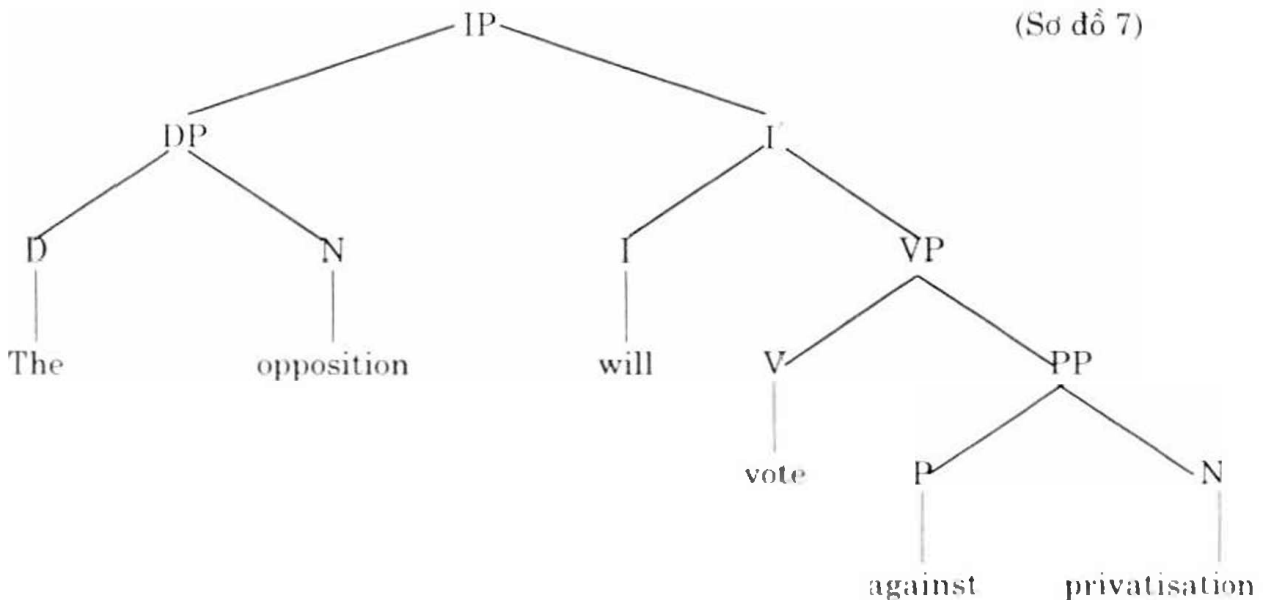 IP (Sơ đồ 7)
DP I'
D N I VP
The opposition will V PP
vote P N
against privatisation